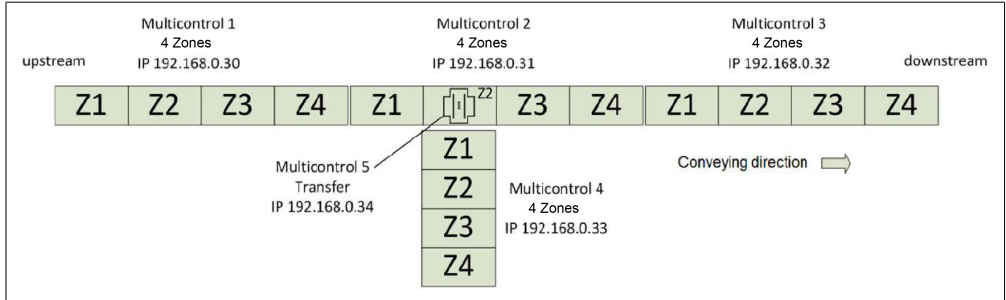 Multicontrol 1
4 Zones
IP 192.168.0.30
Multicontrol 2
4 Zones
IP 192.168.0.31
Multicontrol 3
4 Zones
IP 192.168.0.32
upstream
downstream
Z1 Z2 Z3 Z4 Z1 Z2 Z3 Z4 Z1 Z2 Z3 Z4
Z1
Z2
Z3
Z4
Multicontrol 5
Transfer
IP 192.168.0.34
Multicontrol 4
4 Zones
IP 192.168.0.33
Conveying direction